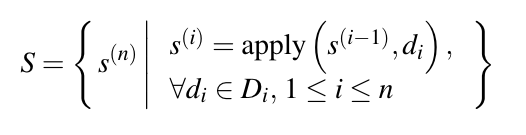 S = { s^(n) | s^(i) = apply ( s^(i−1), d_i ) ,
∀d_i ∈ D_i, 1 ≤ i ≤ n }